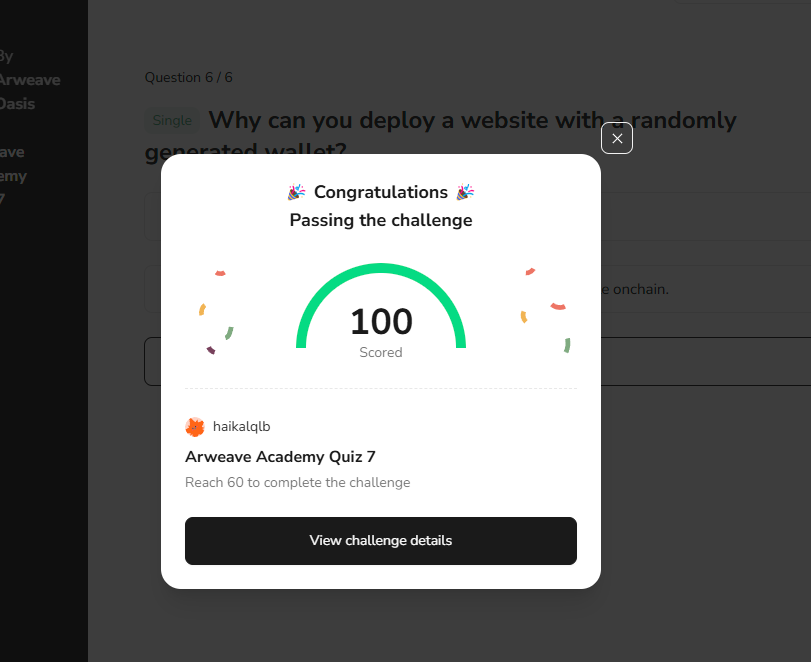 By
Arweave
Oasis
ave
emy
7
Question 6 / 6
Single Why can you deploy a website with a randomly
generated wallet?
e onchain.
Congratulations
Passing the challenge
100
Scored
haikalqlb
Arweave Academy Quiz 7
Reach 60 to complete the challenge
View challenge details